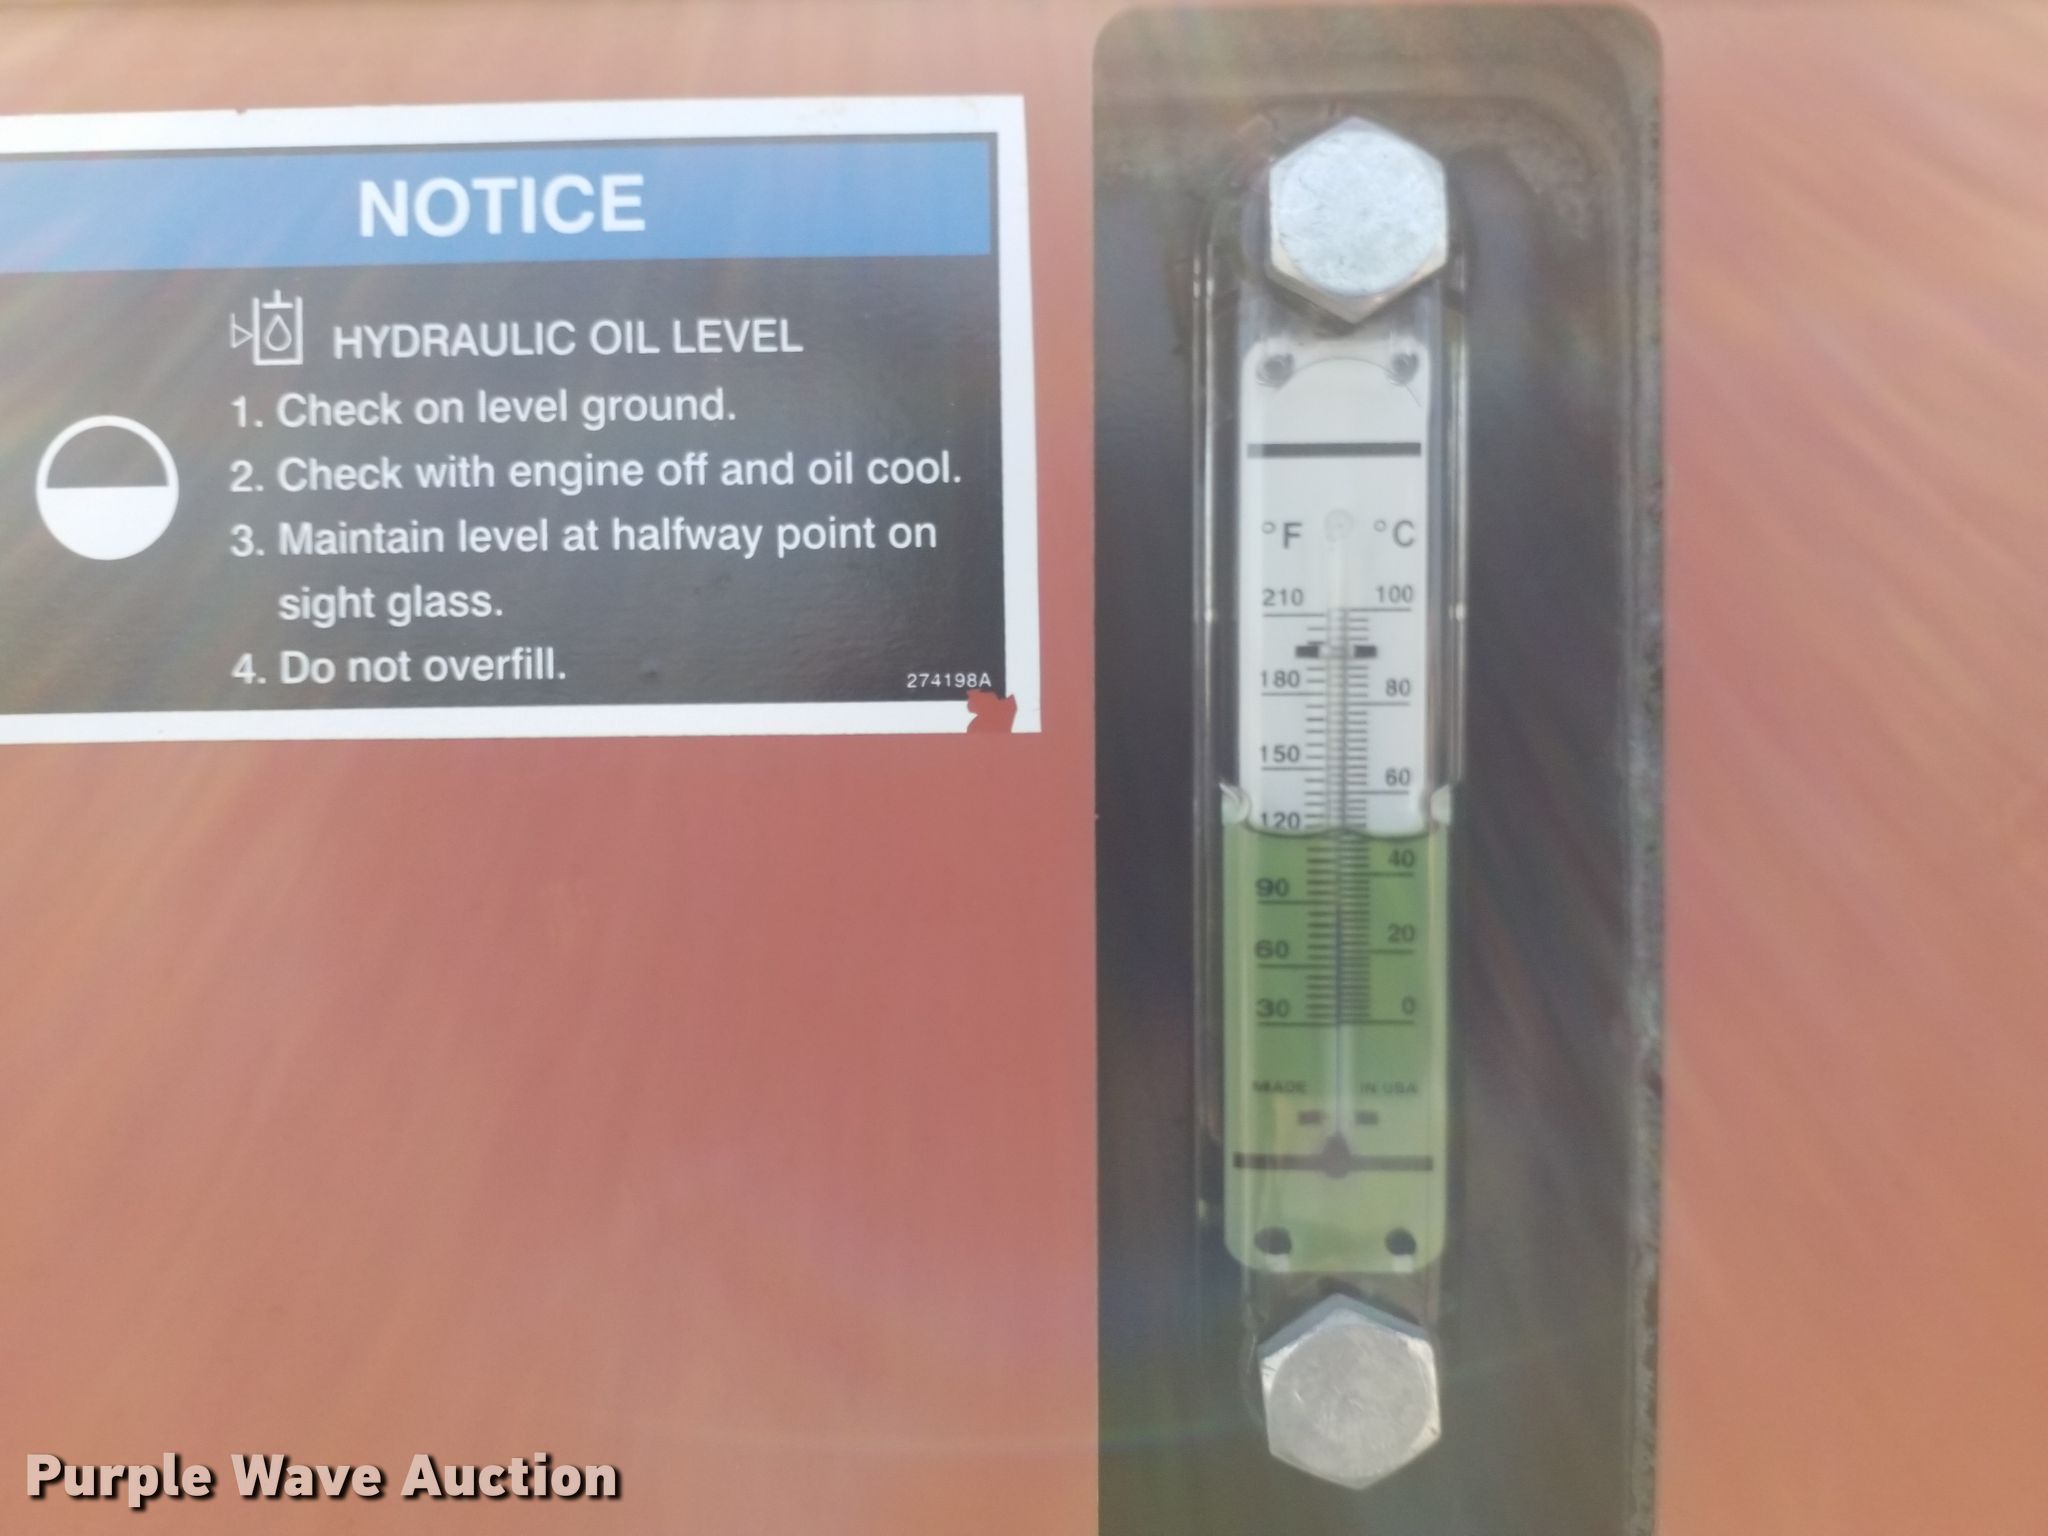 NOTICE
HYDRAULIC OIL LEVEL
1. Check on level ground.
2. Check with engine off and oil cool.
3. Maintain level at halfway point on
sight glass.
4. Do not overfill.
274198A
°F °C
210 100
180 80
150 60
120
40
90
20
60
30 0
MADE IN USA
Purple Wave Auction